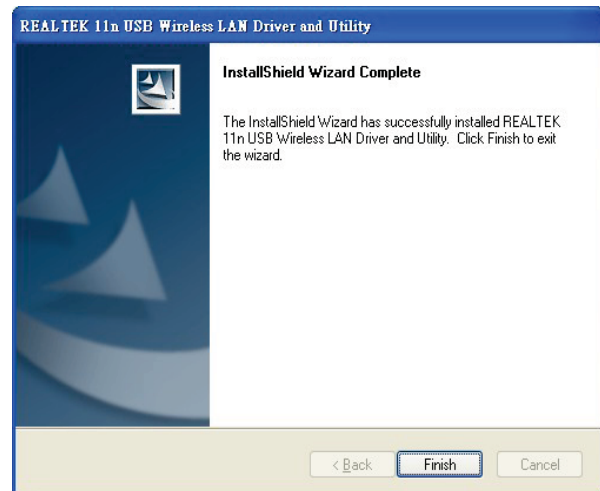 REALTEK 11n USB Wireless LAN Driver and Utility
InstallShield Wizard Complete
The InstallShield Wizard has successfully installed REALTEK
11n USB Wireless LAN Driver and Utility. Click Finish to exit
the wizard.
< Back Finish Cancel